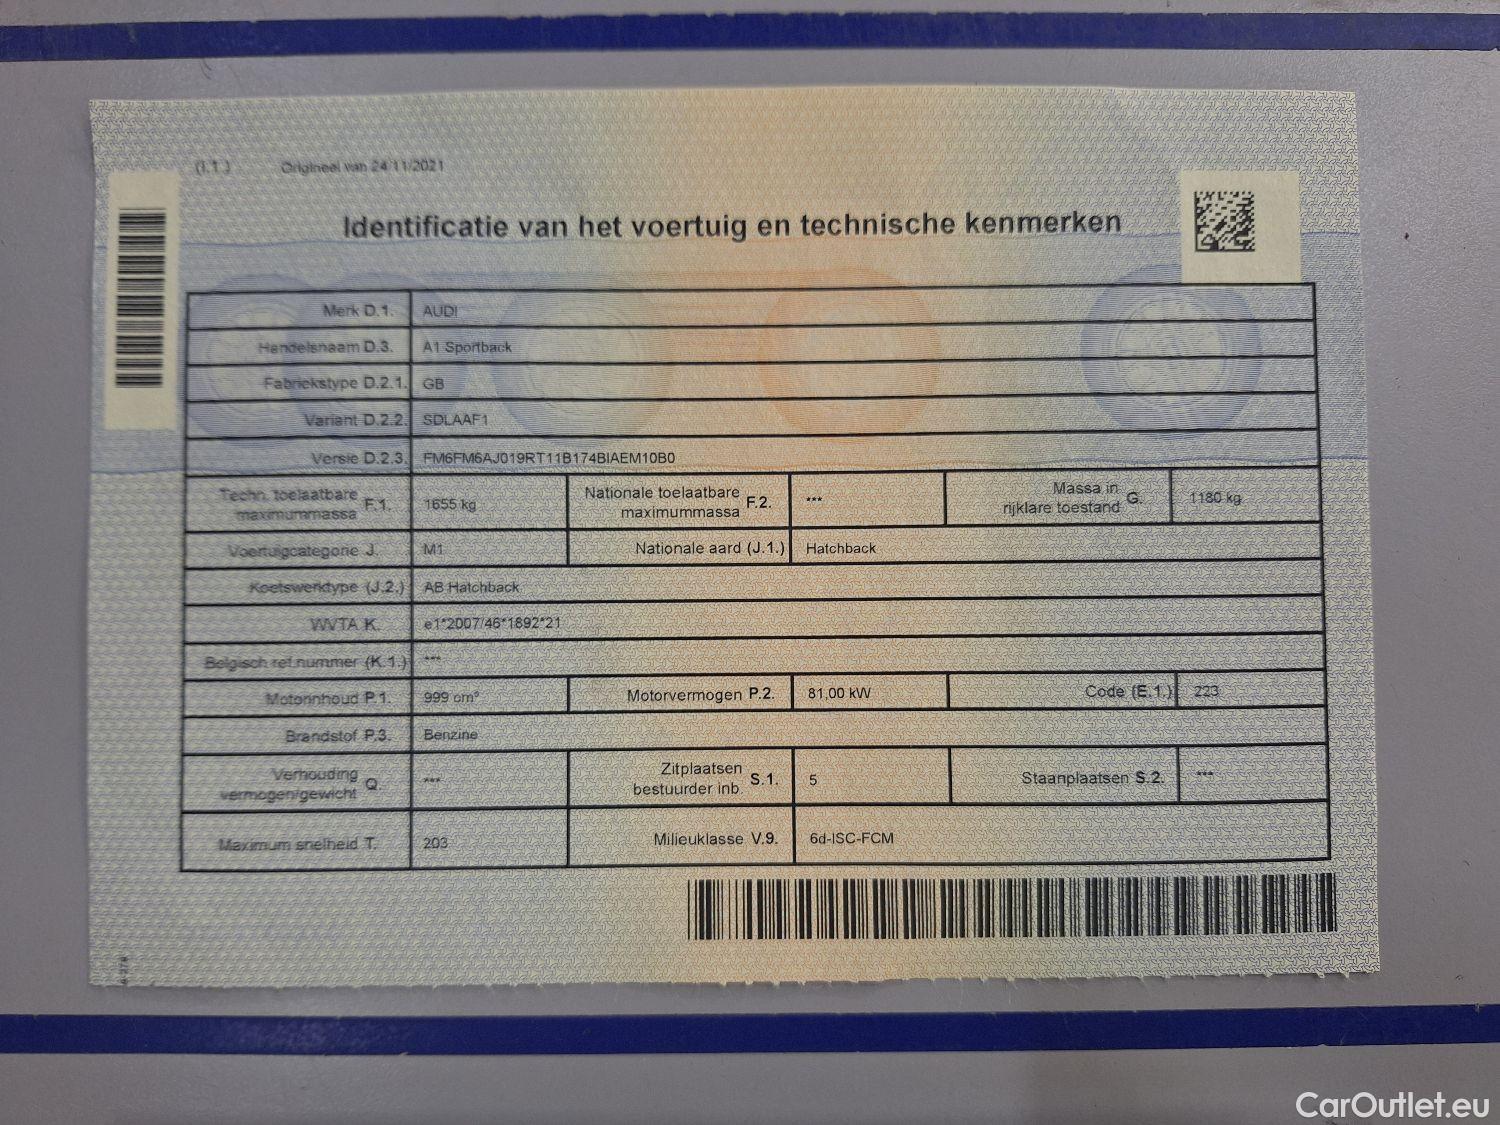 (I.1.) Origineel van 24/11/2021
Identificatie van het voertuig en technische kenmerken
Merk D.1. AUDI
Handelsnaam D.3. A1 Sportback
Fabriekstype D.2.1. GB
Variant D.2.2. SDLAAF1
Versie D.2.3. FM6FM6AJ019RT11B174BIAEM10B0
Techn. toelaatbare maximummassa F.1. 1655 kg Nationale toelaatbare maximummassa F.2. *** Massa in rijklare toestand G. 1180 kg
Voertuigcategorie J. M1 Nationale aard (J.1.) Hatchback
Koetswerktype (J.2.) AB Hatchback
WVTA K. e1*2007/46*1892*21
Belgisch ref.nummer (K.1.) ***
Motorinhoud P.1. 999 cm³ Motorvermogen P.2. 81,00 kW Code (E.1.) 223
Brandstof P.3. Benzine
Verhouding vermogen/gewicht Q. *** Zitplaatsen bestuurder inb. S.1. 5 Staanplaatsen S.2. ***
Maximum snelheid T. 203 Milieuklasse V.9. 6d-ISC-FCM
CarOutlet.eu